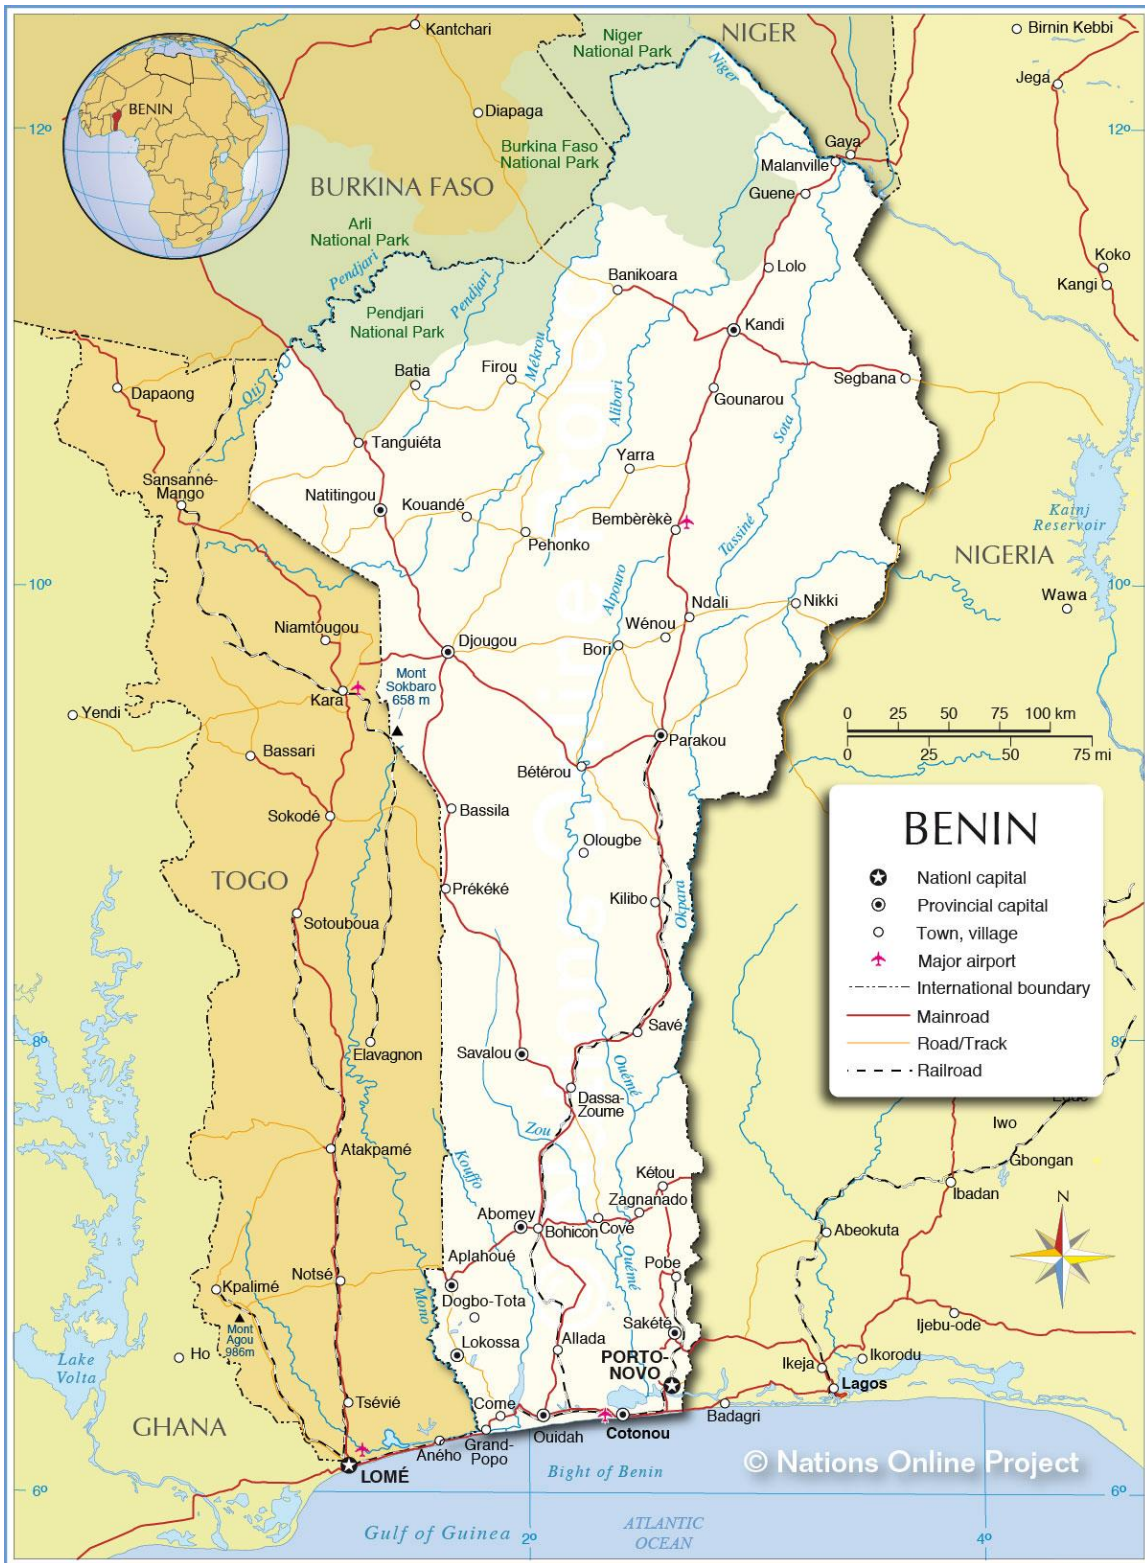 Kantchari
Niger
National Park
NIGER
Birnin Kebbi
Niger
Jega
BENIN
Diapaga
12º
12º
Burkina Faso
National Park
Gaya
Malanville
BURKINA FASO
Guene
Arli
National Park
Pendjari
Pendjari
Koko
Banikoara
Lolo
Kangi
Pendjari
National Park
Kandi
Mékrou
Firou
Batia
Segbana
Dapaong
Oti
Alibori
Gounarou
Sota
Tanguiéta
Yarra
Sansanné-
Mango
Natitingou
Kouandé
Bembèrèkè
Kainj
Reservoir
Pehonko
Tassiné
NIGERIA
10º
10º
Alpouro
Wawa
Ndali
Nikki
Niamtougou
Wénou
Djougou
Bori
Mont
Sokbaro
658 m
Kara
Yendi
0 25 50 75 100 km
Parakou
0 25 50 75 mi
Bassari
Bétérou
Sokodé
Bassila
BENIN
Olougbe
TOGO
Prékéké
Nationl capital
Kilibo
Okpara
Provincial capital
Sotouboua
Town, village
Major airport
International boundary
Mainroad
Savé
8º
8º
Elavagnon
Savalou
Road/Track
Ouémé
Railroad
Dassa-
Zoume
Iwo
Zou
Atakpamé
Kouffo
Gbongan
Kétou
Ibadan
Zagnanado
N
Abomey
Bohicon
Cové
Abeokuta
Aplahoué
Ouémé
Pobe
Notsé
Kpalimé
Mono
Dogbo-Tota
Ijebu-ode
Mont
Agou
986m
Sakété
Lokossa
Allada
Ho
PORTO-
NOVO
Ikeja
Ikorodu
Lake
Volta
Lagos
Tsévié
Come
Badagri
GHANA
Ouidah
Cotonou
Grand-
Popo
Aného
LOMÉ
Bight of Benin
© Nations Online Project
6º
6º
Gulf of Guinea
2º
ATLANTIC
OCEAN
4º